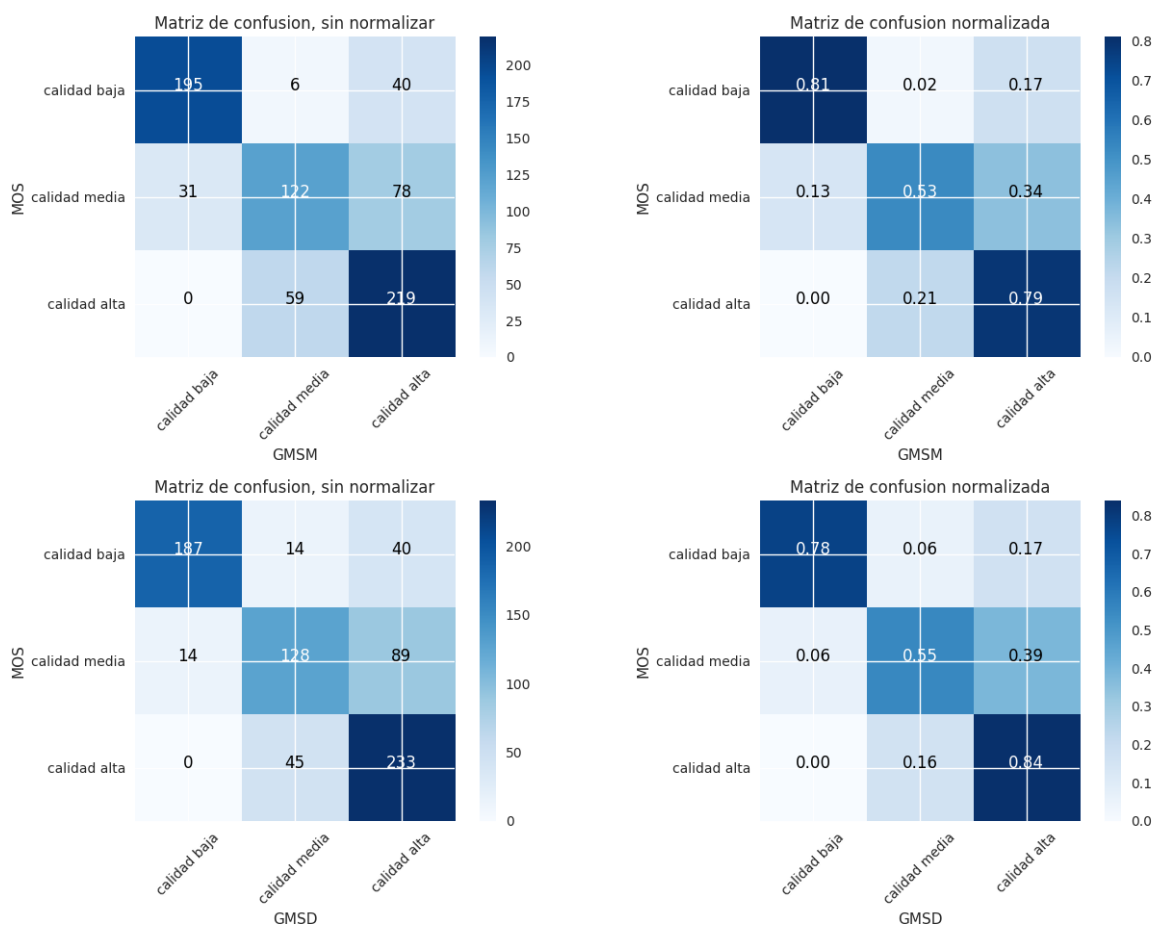 Matriz de confusion, sin normalizar
calidad baja 195 6 40
calidad media 31 122 78
calidad alta 0 59 219
MOS
calidad baja calidad media calidad alta
GMSM
200
175
150
125
100
75
50
25
0
Matriz de confusion normalizada
calidad baja 0.81 0.02 0.17
calidad media 0.13 0.53 0.34
calidad alta 0.00 0.21 0.79
MOS
calidad baja calidad media calidad alta
GMSM
0.8
0.7
0.6
0.5
0.4
0.3
0.2
0.1
0.0
Matriz de confusion, sin normalizar
calidad baja 187 14 40
calidad media 14 128 89
calidad alta 0 45 233
MOS
calidad baja calidad media calidad alta
GMSD
200
150
100
50
0
Matriz de confusion normalizada
calidad baja 0.78 0.06 0.17
calidad media 0.06 0.55 0.39
calidad alta 0.00 0.16 0.84
MOS
calidad baja calidad media calidad alta
GMSD
0.8
0.7
0.6
0.5
0.4
0.3
0.2
0.1
0.0